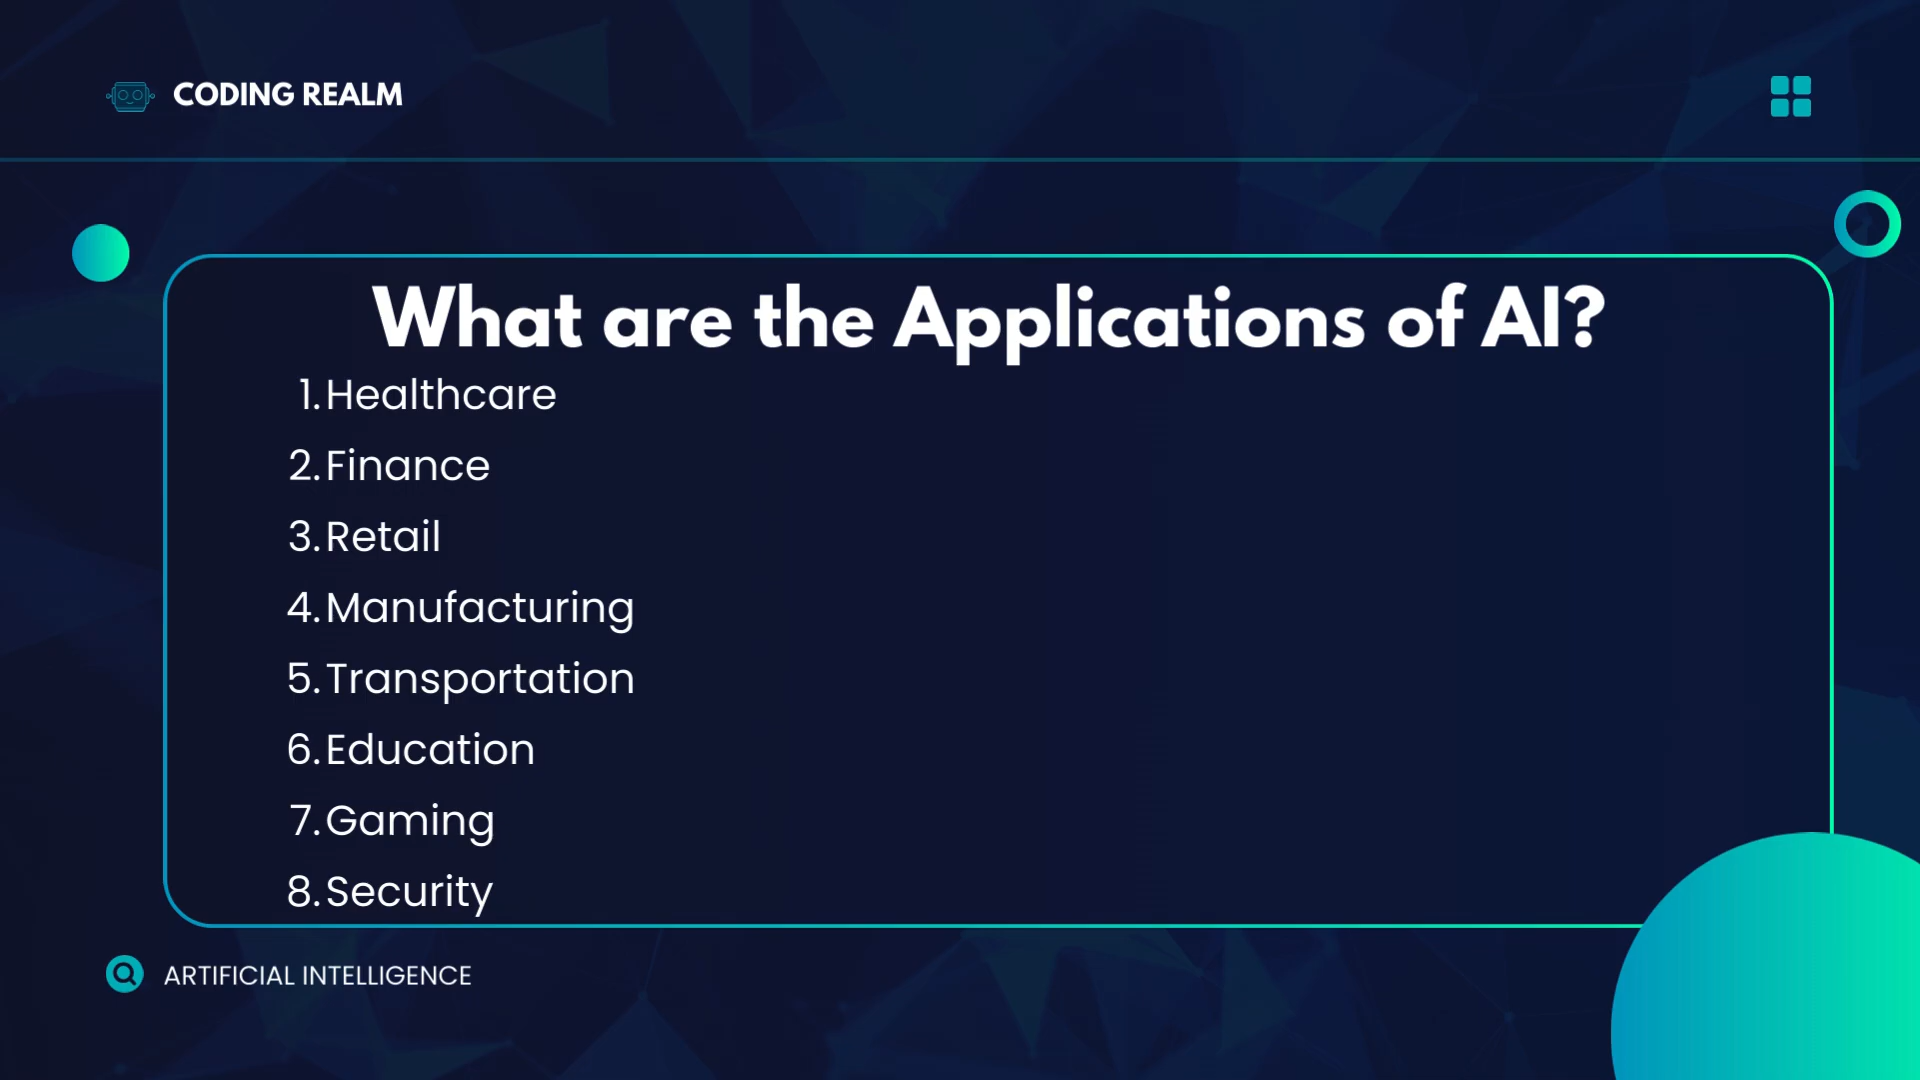 CODING REALM
What are the Applications of AI?
1. Healthcare
2. Finance
3. Retail
4. Manufacturing
5. Transportation
6. Education
7. Gaming
8. Security
ARTIFICIAL INTELLIGENCE